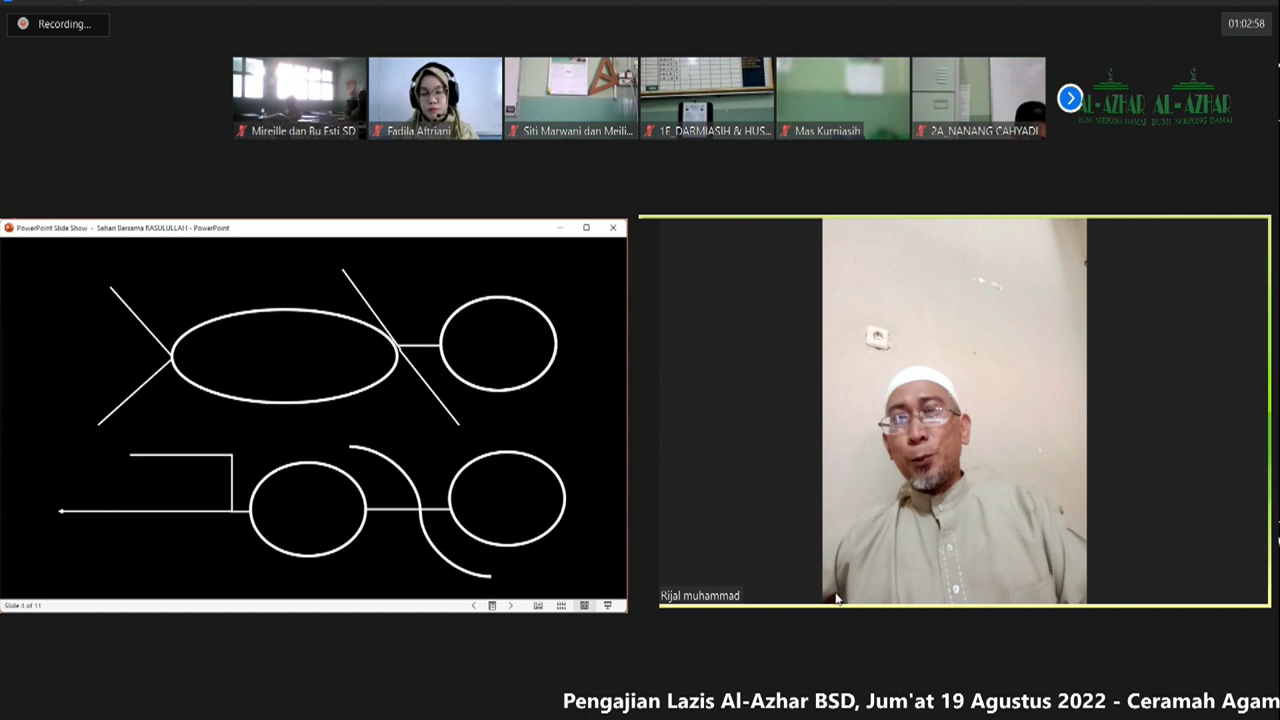 Recording...
01:02:58
Mireille dan Bu Esti SD
Fadila Attriani
Siti Marwani dan Meili...
1E_DARMIASIH & HUS...
Mas Kurniasih
2A_NANANG CAHYADI
AL-AZHAR AL-AZHAR
BUMI SERPONG DAMAI BUMI SERPONG DAMAI
PowerPoint Slide Show - Sehari Bersama RASULULLAH - PowerPoint
Slide 4 of 11
Rijal muhammad
Pengajian Lazis Al-Azhar BSD, Jum'at 19 Agustus 2022 - Ceramah Agam